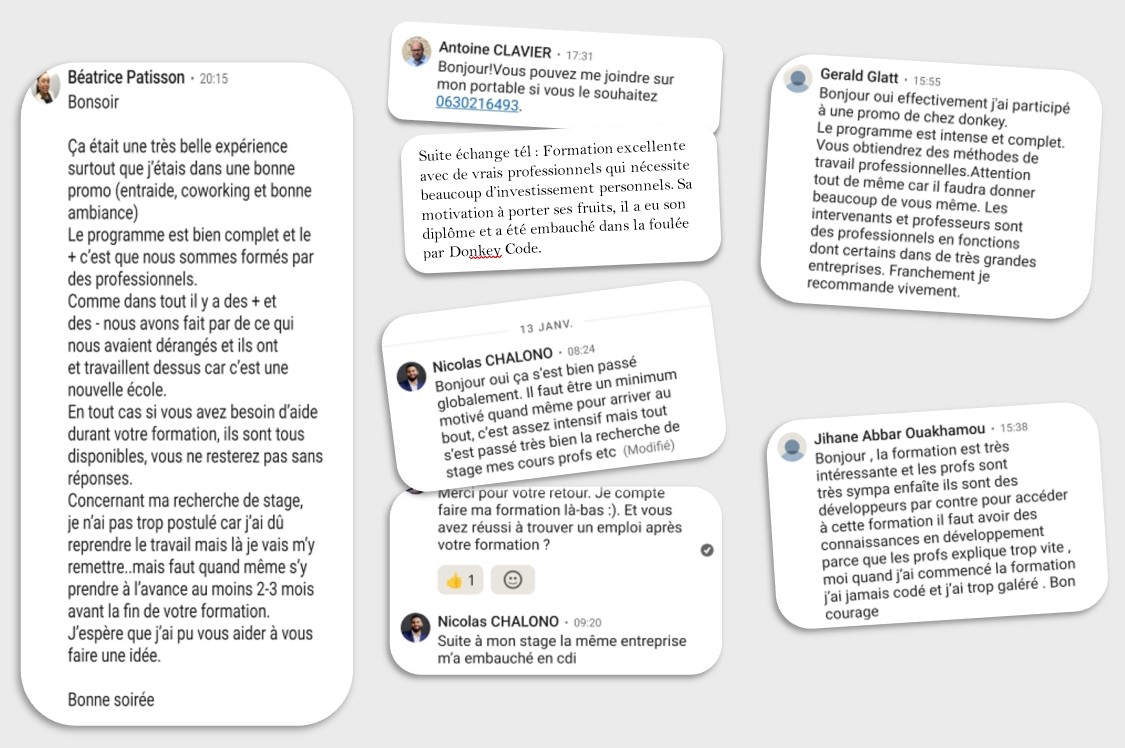 Béatrice Patisson · 20:15
Bonsoir
Ça était une très belle expérience
surtout que j'étais dans une bonne
promo (entraide, coworking et bonne
ambiance)
Le programme est bien complet et le
+ c'est que nous sommes formés par
des professionnels.
Comme dans tout il y a des + et
des - nous avons fait par de ce qui
nous avaient dérangés et ils ont
et travaillent dessus car c'est une
nouvelle école.
En tout cas si vous avez besoin d'aide
durant votre formation, ils sont tous
disponibles, vous ne resterez pas sans
réponses.
Concernant ma recherche de stage,
je n'ai pas trop postulé car j'ai dû
reprendre le travail mais là je vais m'y
remettre..mais faut quand même s'y
prendre à l'avance au moins 2-3 mois
avant la fin de votre formation.
J'espère que j'ai pu vous aider à vous
faire une idée.
Bonne soirée
Antoine CLAVIER · 17:31
Bonjour!Vous pouvez me joindre sur
mon portable si vous le souhaitez
0630216493.
Suite échange tél : Formation excellente
avec de vrais professionnels qui nécessite
beaucoup d'investissement personnels. Sa
motivation à porter ses fruits, il a eu son
diplôme et a été embauché dans la foulée
par Donkey Code.
13 JANV.
Nicolas CHALONO · 08:24
Bonjour oui ça s'est bien passé
globalement. Il faut être un minimum
motivé quand même pour arriver au
bout, c'est assez intensif mais tout
s'est passé très bien la recherche de
stage mes cours profs etc (Modifié)
Merci pour votre retour. Je compte
faire ma formation là-bas :). Et vous
avez réussi à trouver un emploi après
votre formation ?
👍 1
Nicolas CHALONO · 09:20
Suite à mon stage la même entreprise
m'a embauché en cdi
Gerald Glatt · 15:55
Bonjour oui effectivement j'ai participé
à une promo de chez donkey.
Le programme est intense et complet.
Vous obtiendrez des méthodes de
travail professionnelles.Attention
tout de même car il faudra donner
beaucoup de vous même. Les
intervenants et professeurs sont
des professionnels en fonctions
dont certains dans de très grandes
entreprises. Franchement je
recommande vivement.
Jihane Abbar Ouakhamou · 15:38
Bonjour , la formation est très
intéressante et les profs sont
très sympa enfaîte ils sont des
développeurs par contre pour accéder
à cette formation il faut avoir des
connaissances en développement
parce que les profs explique trop vite ,
moi quand j'ai commencé la formation
j'ai jamais codé et j'ai trop galéré . Bon
courage